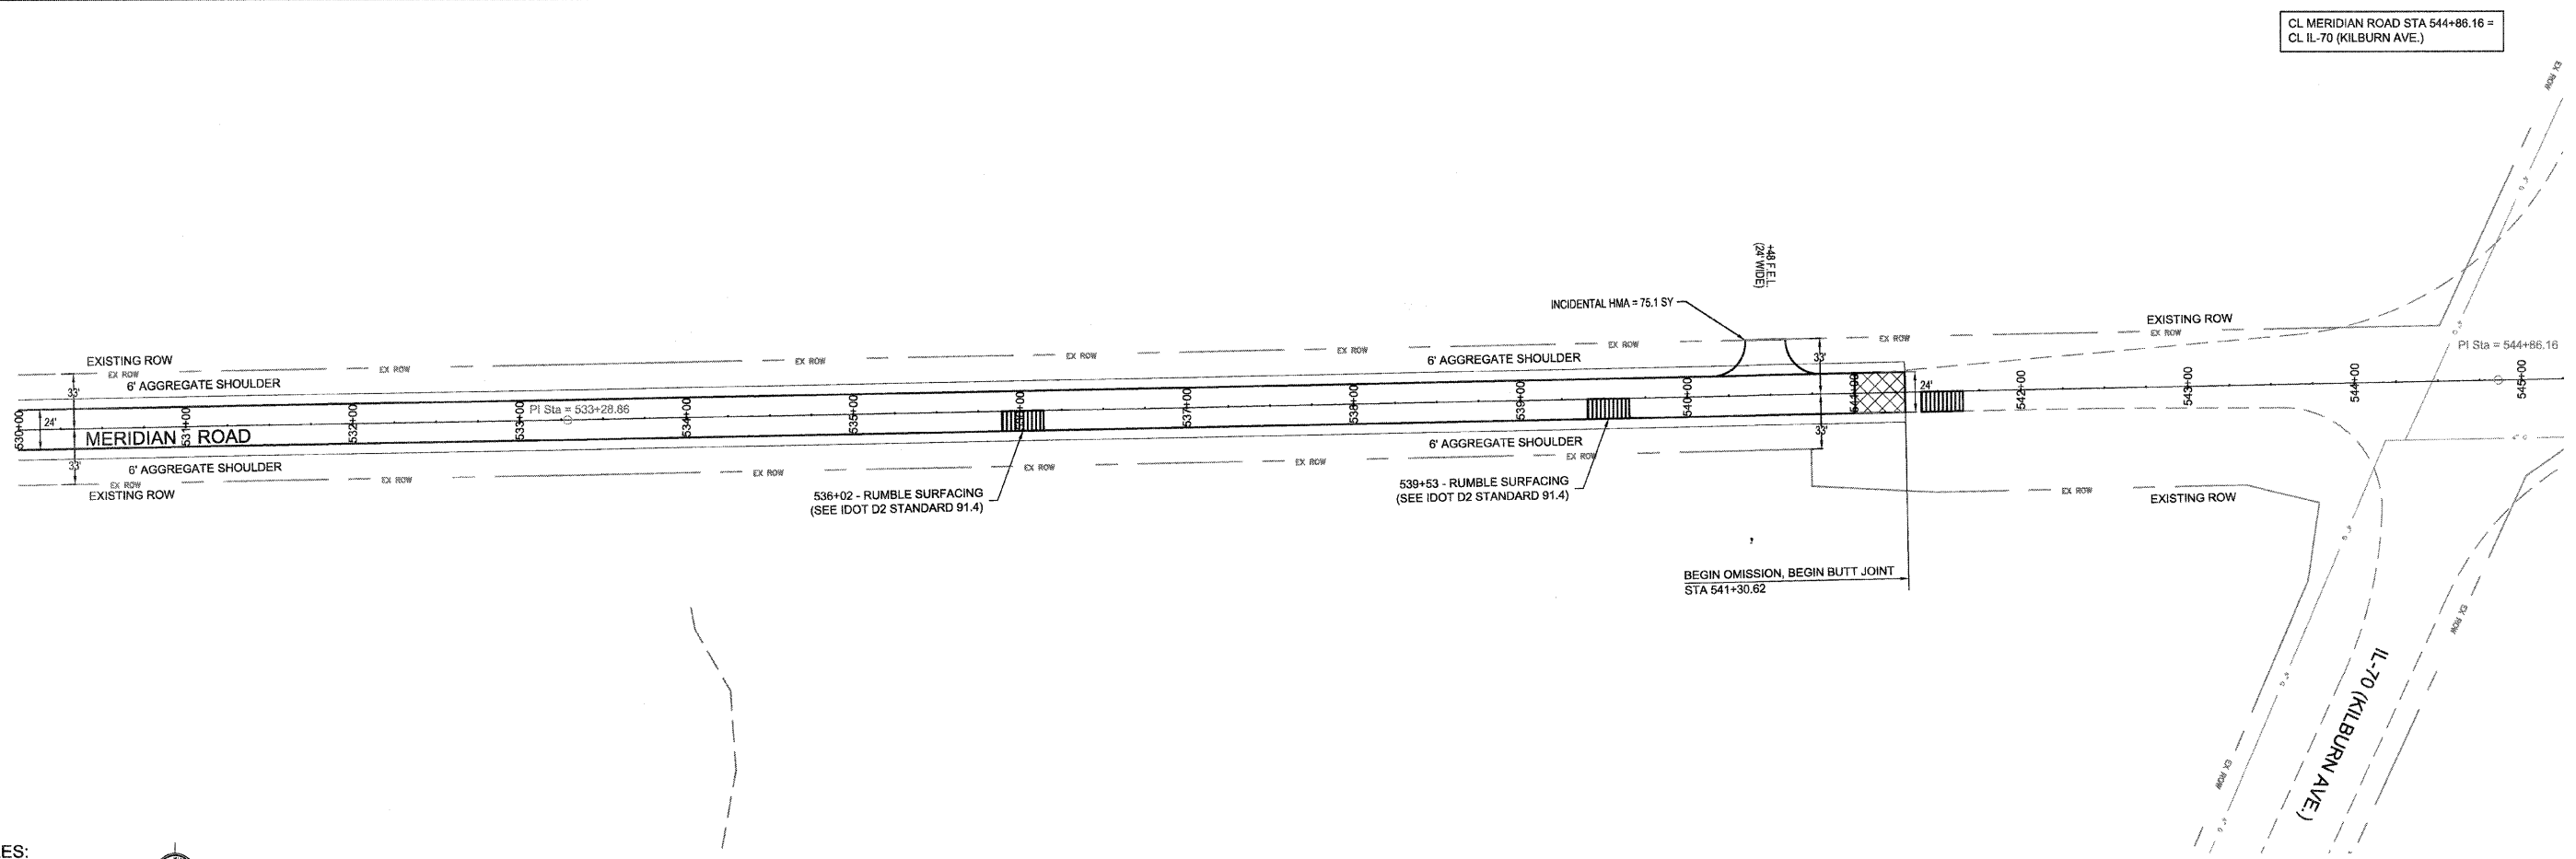 CL MERIDIAN ROAD STA 544+86.16 =
CL IL-70 (KILBURN AVE.)
EX ROW
+48 F.E.L.
(24' WIDE)
INCIDENTAL HMA = 75.1 SY
EXISTING ROW
EX ROW
EX ROW
EX ROW
EX ROW
EX ROW
EX ROW
EX ROW
EX ROW
EXISTING ROW
EX ROW
6' AGGREGATE SHOULDER
6' AGGREGATE SHOULDER
33'
33'
PI Sta = 544+86.16
530+00
531+00
532+00
533+00
534+00
535+00
537+00
538+00
539+00
540+00
541+00
542+00
543+00
544+00
545+00
24'
24'
PI Sta = 533+28.86
MERIDIAN ROAD
33'
33'
6' AGGREGATE SHOULDER
6' AGGREGATE SHOULDER
EX ROW
EX ROW
EX ROW
EX ROW
EX ROW
EX ROW
EX ROW
EXISTING ROW
EXISTING ROW
536+02 - RUMBLE SURFACING
(SEE IDOT D2 STANDARD 91.4)
539+53 - RUMBLE SURFACING
(SEE IDOT D2 STANDARD 91.4)
BEGIN OMISSION, BEGIN BUTT JOINT
STA 541+30.62
EX ROW
EX ROW
IL-70 (KILBURN AVE.)